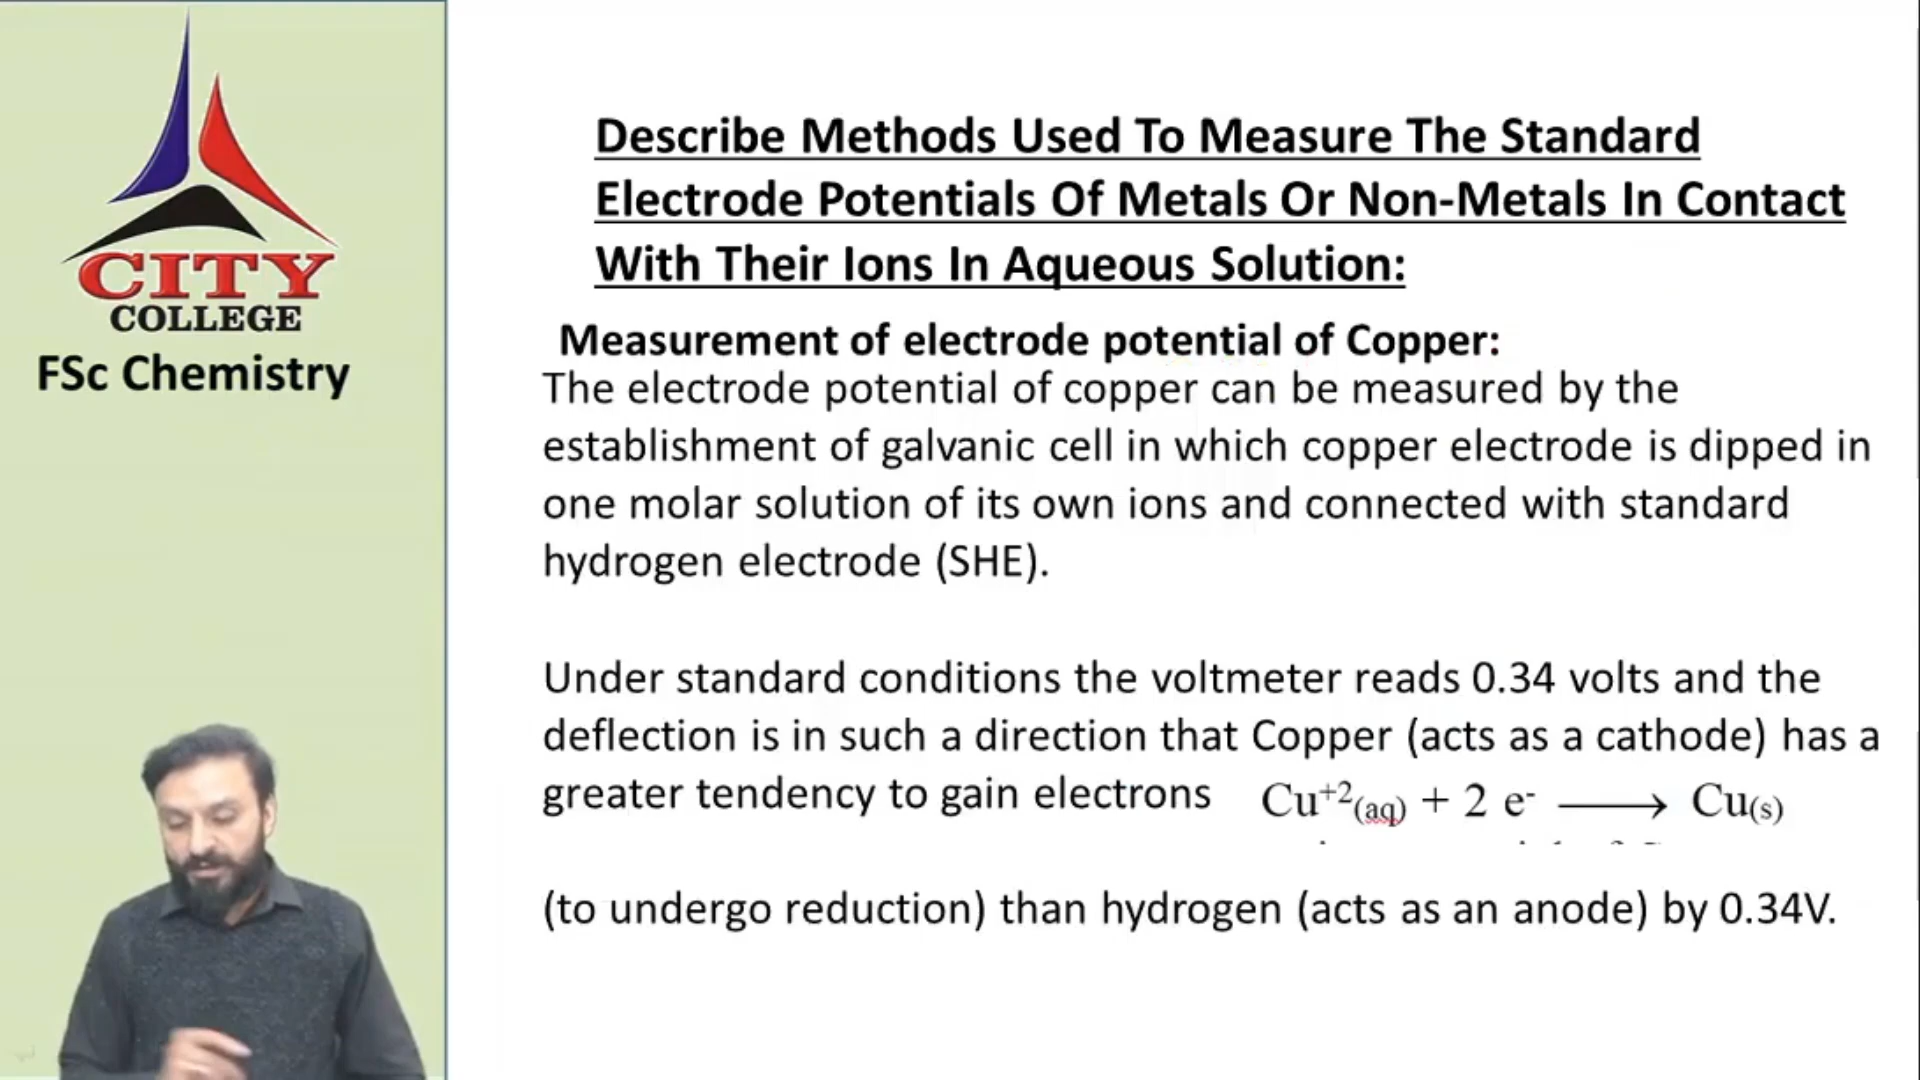 CITY
COLLEGE
FSc Chemistry
Describe Methods Used To Measure The Standard
Electrode Potentials Of Metals Or Non-Metals In Contact
With Their Ions In Aqueous Solution:
Measurement of electrode potential of Copper:
The electrode potential of copper can be measured by the
establishment of galvanic cell in which copper electrode is dipped in
one molar solution of its own ions and connected with standard
hydrogen electrode (SHE).
Under standard conditions the voltmeter reads 0.34 volts and the
deflection is in such a direction that Copper (acts as a cathode) has a
greater tendency to gain electrons Cu⁺²(aq) + 2 e⁻ ⟶ Cu(s)
(to undergo reduction) than hydrogen (acts as an anode) by 0.34V.